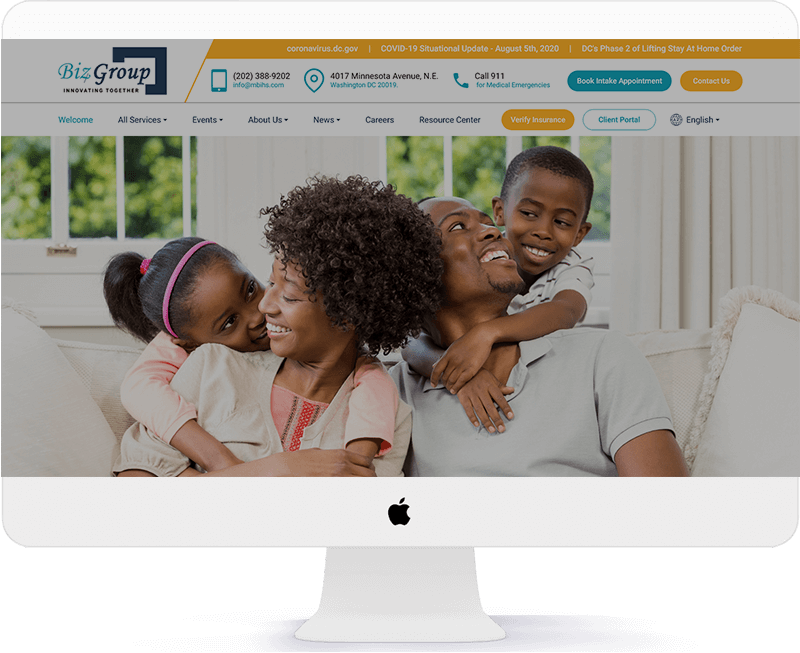 coronavirus.dc.gov | COVID-19 Situational Update - August 5th, 2020 | DC's Phase 2 of Lifting Stay At Home Order
Biz Group
INNOVATING TOGETHER
(202) 388-9202
info@mbihs.com
4017 Minnesota Avenue, N.E.
Washington DC 20019.
Call 911
for Medical Emergencies
Book Intake Appointment
Contact Us
Welcome All Services Events About Us News Careers Resource Center Verify Insurance Client Portal English